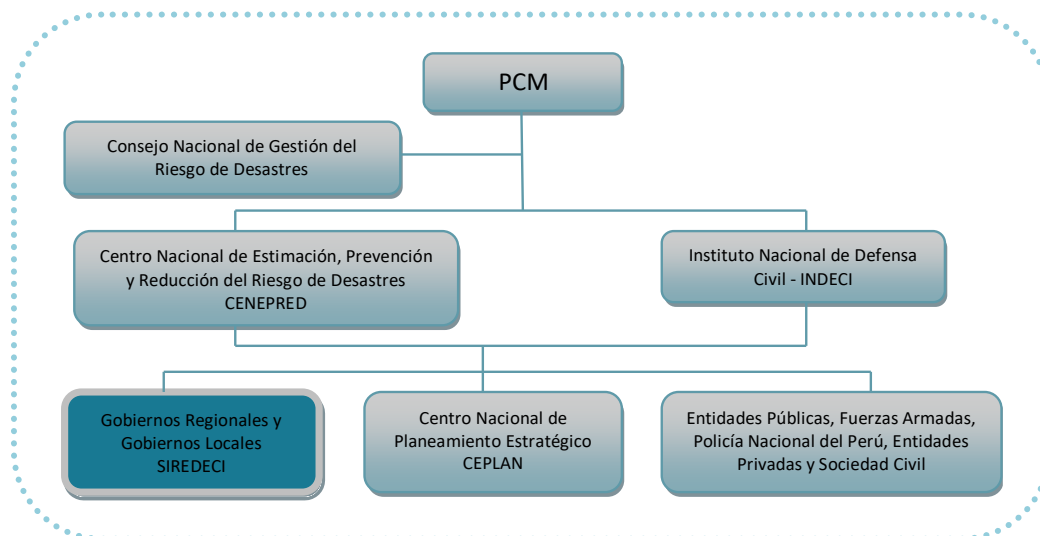 PCM
Consejo Nacional de Gestión del
Riesgo de Desastres
Centro Nacional de Estimación, Prevención
y Reducción del Riesgo de Desastres
CENEPRED
Instituto Nacional de Defensa
Civil - INDECI
Gobiernos Regionales y
Gobiernos Locales
SIREDECI
Centro Nacional de
Planeamiento Estratégico
CEPLAN
Entidades Públicas, Fuerzas Armadas,
Policía Nacional del Perú, Entidades
Privadas y Sociedad Civil